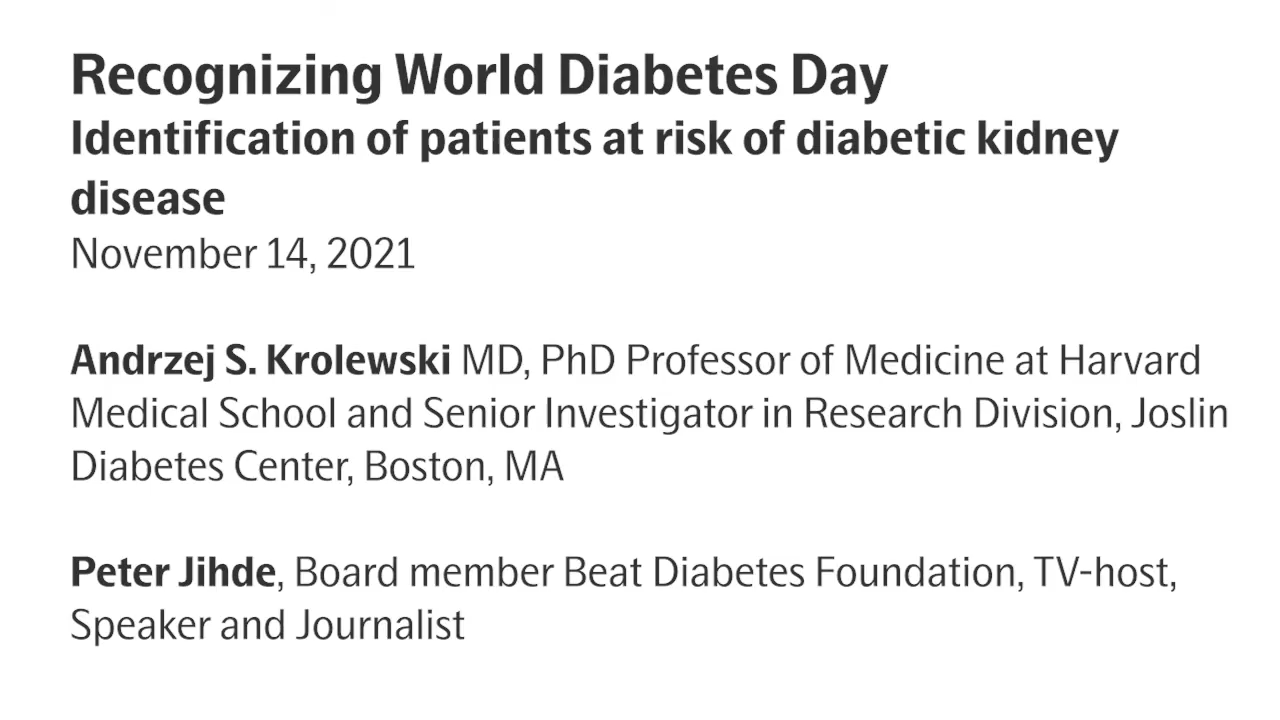 Recognizing World Diabetes Day
Identification of patients at risk of diabetic kidney
disease
November 14, 2021
Andrzej S. Krolewski MD, PhD Professor of Medicine at Harvard
Medical School and Senior Investigator in Research Division, Joslin
Diabetes Center, Boston, MA
Peter Jihde, Board member Beat Diabetes Foundation, TV-host,
Speaker and Journalist